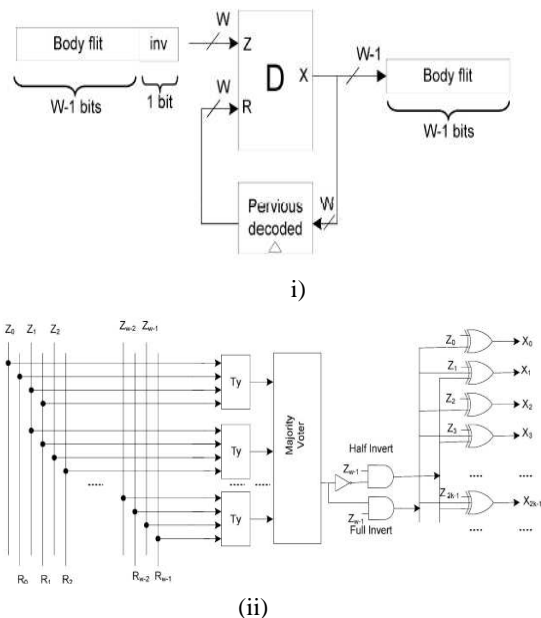 W
Body flit inv
Z
X
W-1
Body flit
D
W
R
W-1 bits
1 bit
W-1 bits
Pervious
decoded
W
i)
Z0 Z1 Z2 Zw-2 Zw-1
Z0 X0
Z1 X1
Ty
Z2 X2
Z3 X3
Ty
Majority
Voter
Half Invert
Zw-1
..... ..... ..... ..... .....
Ty
Zw-1
Full Invert
Z2k-1 X2k-1
..... .....
R0 R1 R2 Rw-2 Rw-1
(ii)